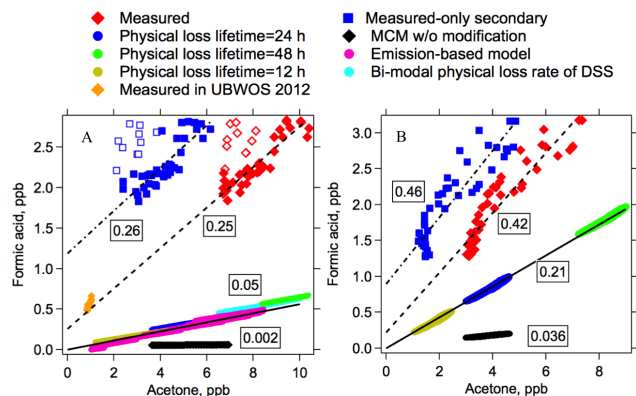 Measured
Physical loss lifetime=24 h
Physical loss lifetime=48 h
Physical loss lifetime=12 h
Measured in UBWOS 2012
Measured-only secondary
MCM w/o modification
Emission-based model
Bi-modal physical loss rate of DSS
A
Formic acid, ppb
2.5
2.0
1.5
1.0
0.5
0.0
0.26
0.25
0.05
0.002
0 2 4 6 8 10
Acetone, ppb
B
Formic acid, ppb
3.0
2.5
2.0
1.5
1.0
0.5
0.0
0.46
0.42
0.21
0.036
0 2 4 6 8
Acetone, ppb